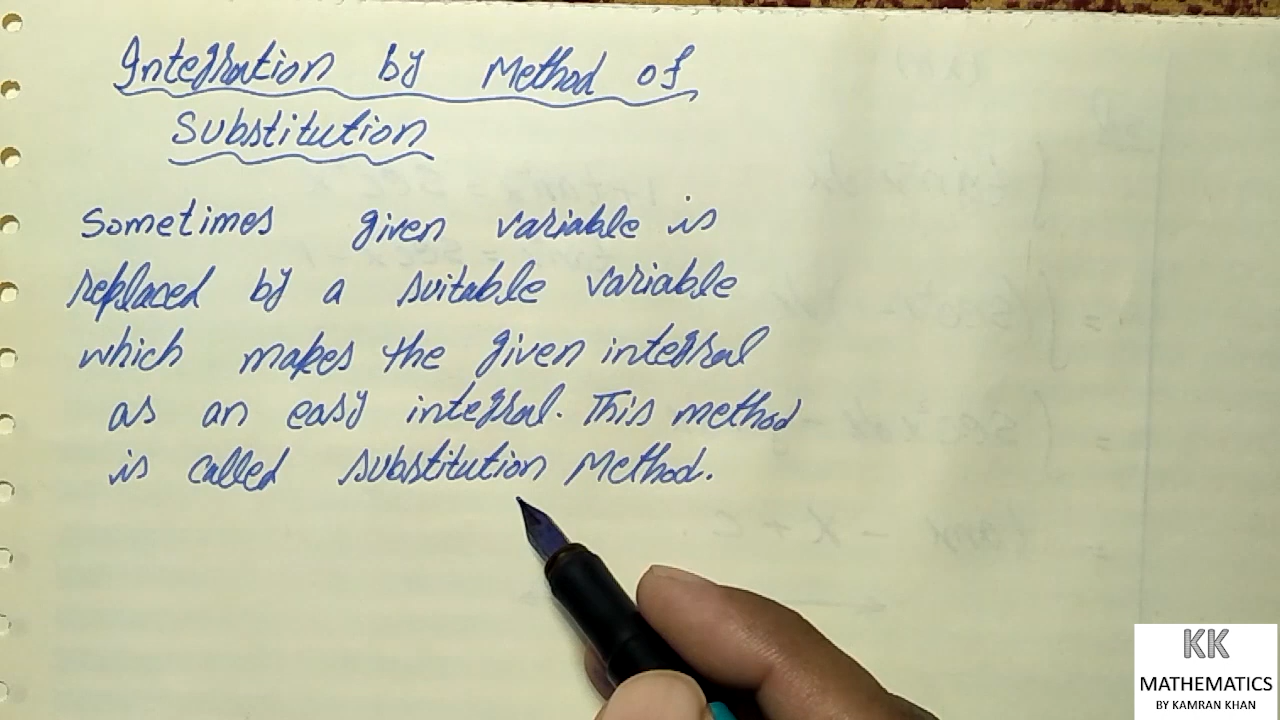 Integration by Method of
Substitution
Sometimes given variable is
replaced by a suitable variable
which makes the given integral
as an easy integral. This method
is called substitution Method.
KK
MATHEMATICS
BY KAMRAN KHAN